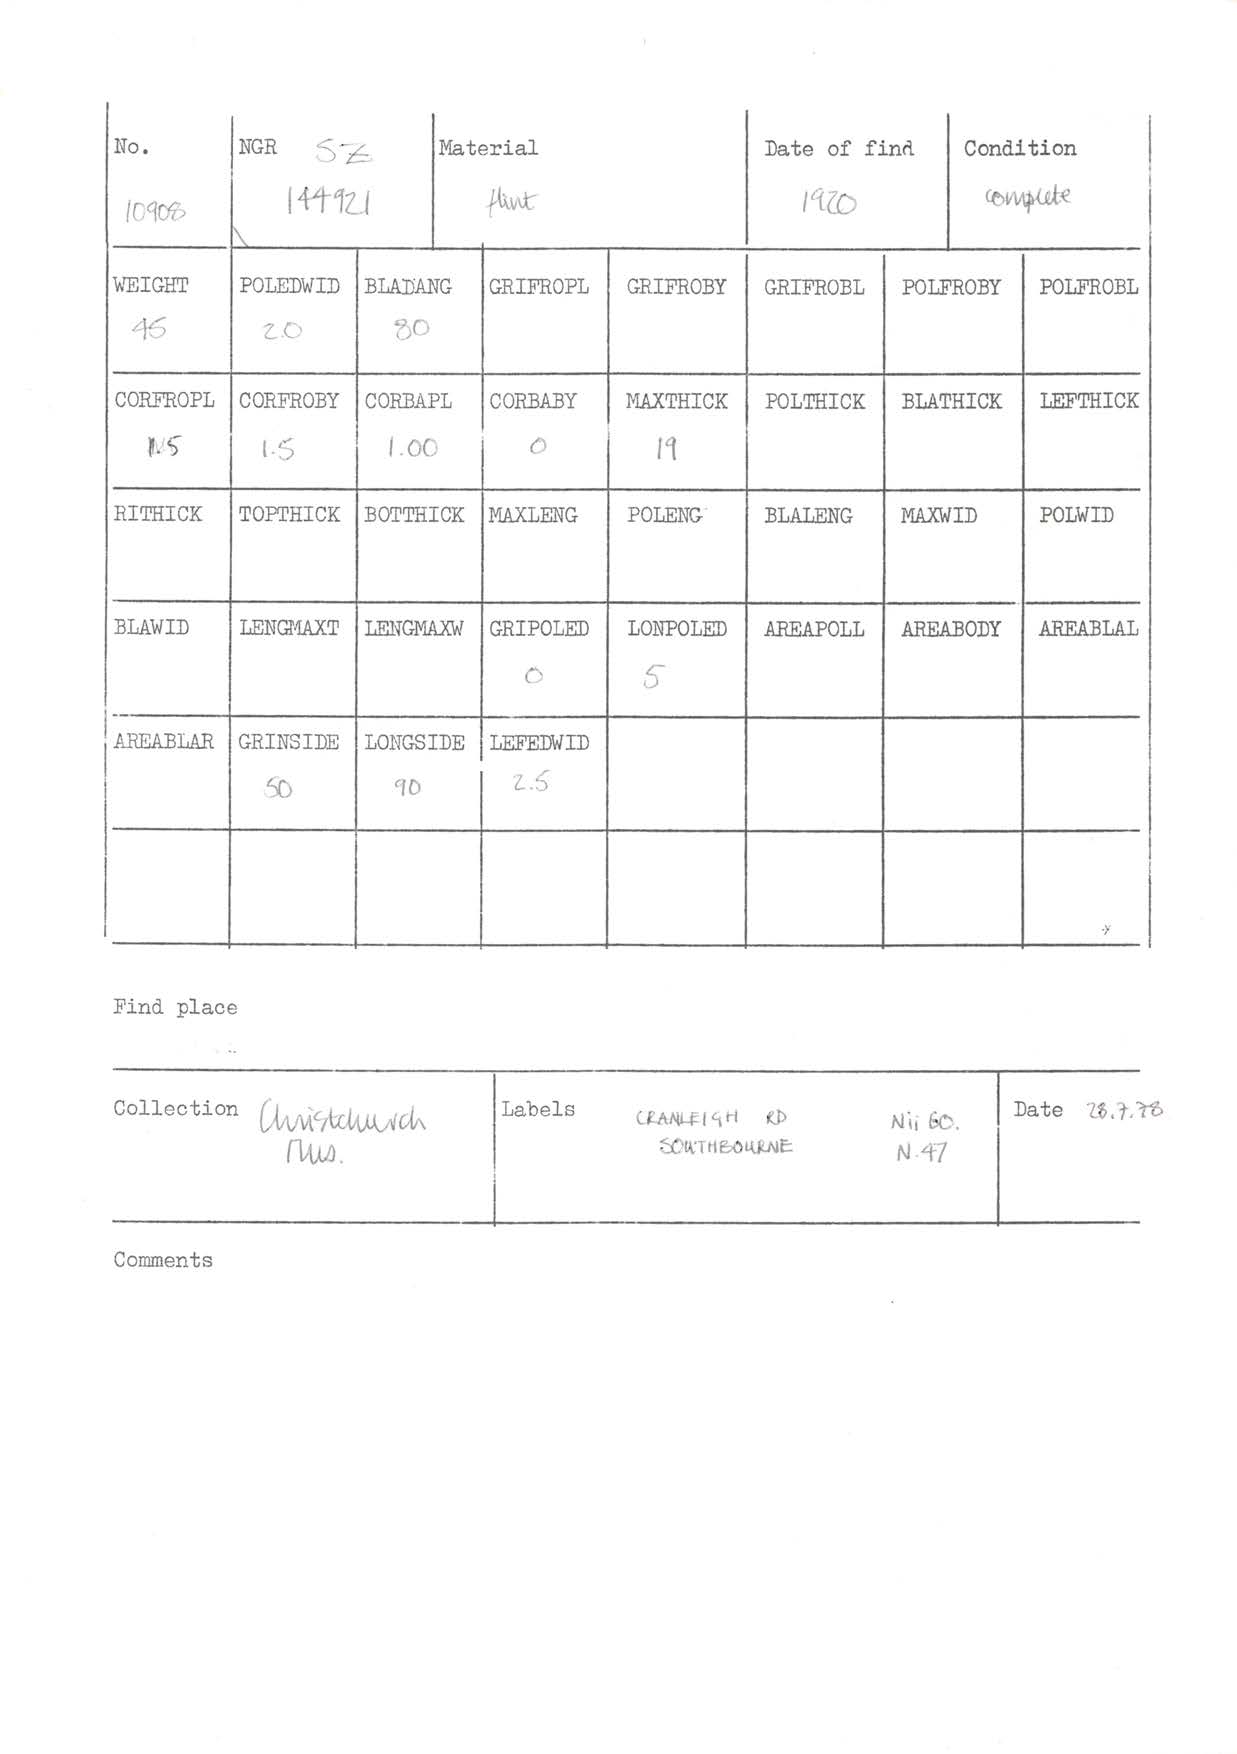 No. NGR SZ Material Date of find Condition
10908 144921 flint 1920 complete
WEIGHT POLEDWID BLADANG GRIFROPL GRIFROBY GRIFROBL POLFROBY POLFROBL
2.0 80
CORFROPL CORFROBY CORBAPL CORBABY MAXTHICK POLTHICK BLATHICK LEFTHICK
1.5 1.00 0 19
RITHICK TOPTHICK BOTTHICK MAXLENG POLENG BLALENG MAXWID POLWID
BLAWID LENGMAXT LENGMAXW GRIPOLED LONPOLED AREAPOLL AREABODY AREABLAL
0 5
AREABLAR GRINSIDE LONGSIDE LEFEDWID
50 90 2.5
Find place
Collection Christchurch Labels CRANLEIGH RD Nii 60. Date 28.7.78
Mus. SOUTHBOURNE N.47
Comments